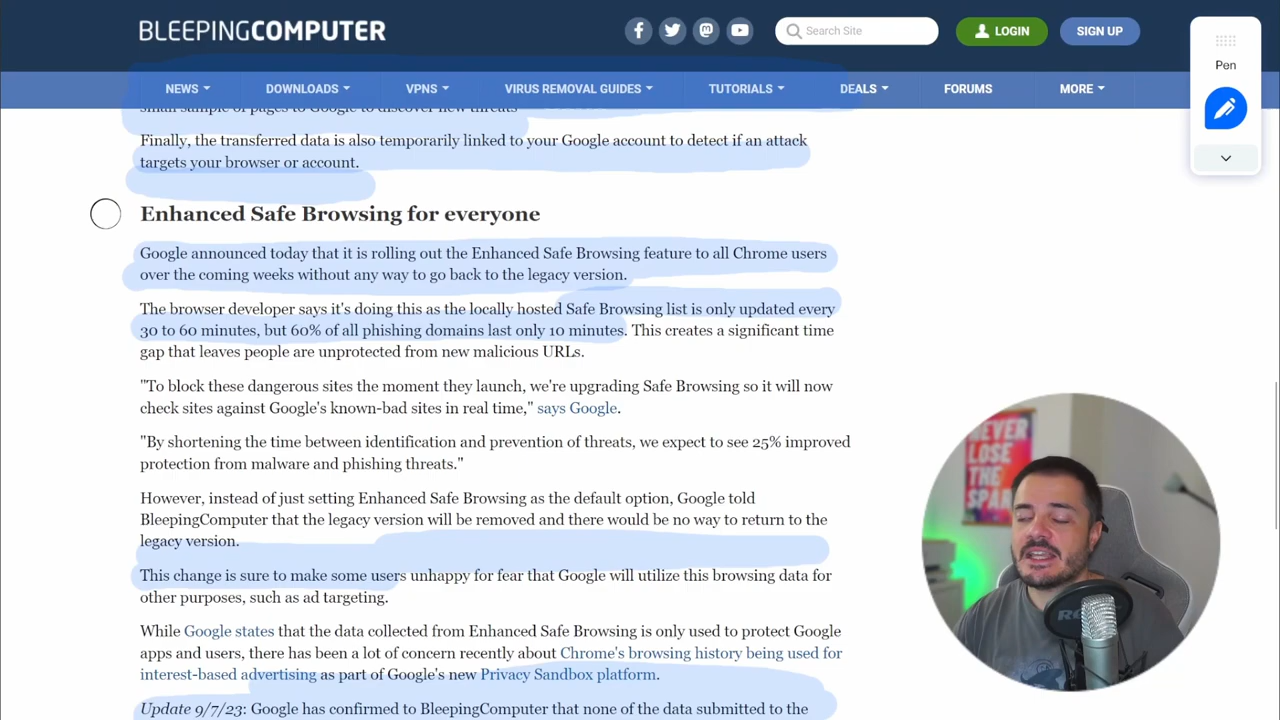 BLEEPINGCOMPUTER
Search Site
LOGIN
SIGN UP
Pen
NEWS
DOWNLOADS
VPNS
VIRUS REMOVAL GUIDES
TUTORIALS
DEALS
FORUMS
MORE
small sample of pages to Google to discover new threats
Finally, the transferred data is also temporarily linked to your Google account to detect if an attack
targets your browser or account.
Enhanced Safe Browsing for everyone
Google announced today that it is rolling out the Enhanced Safe Browsing feature to all Chrome users
over the coming weeks without any way to go back to the legacy version.
The browser developer says it's doing this as the locally hosted Safe Browsing list is only updated every
30 to 60 minutes, but 60% of all phishing domains last only 10 minutes. This creates a significant time
gap that leaves people are unprotected from new malicious URLs.
"To block these dangerous sites the moment they launch, we're upgrading Safe Browsing so it will now
check sites against Google's known-bad sites in real time," says Google.
"By shortening the time between identification and prevention of threats, we expect to see 25% improved
protection from malware and phishing threats."
However, instead of just setting Enhanced Safe Browsing as the default option, Google told
BleepingComputer that the legacy version will be removed and there would be no way to return to the
legacy version.
This change is sure to make some users unhappy for fear that Google will utilize this browsing data for
other purposes, such as ad targeting.
While Google states that the data collected from Enhanced Safe Browsing is only used to protect Google
apps and users, there has been a lot of concern recently about Chrome's browsing history being used for
interest-based advertising as part of Google's new Privacy Sandbox platform.
Update 9/7/23: Google has confirmed to BleepingComputer that none of the data submitted to the
NEVER
LOSE
THE
SPARK